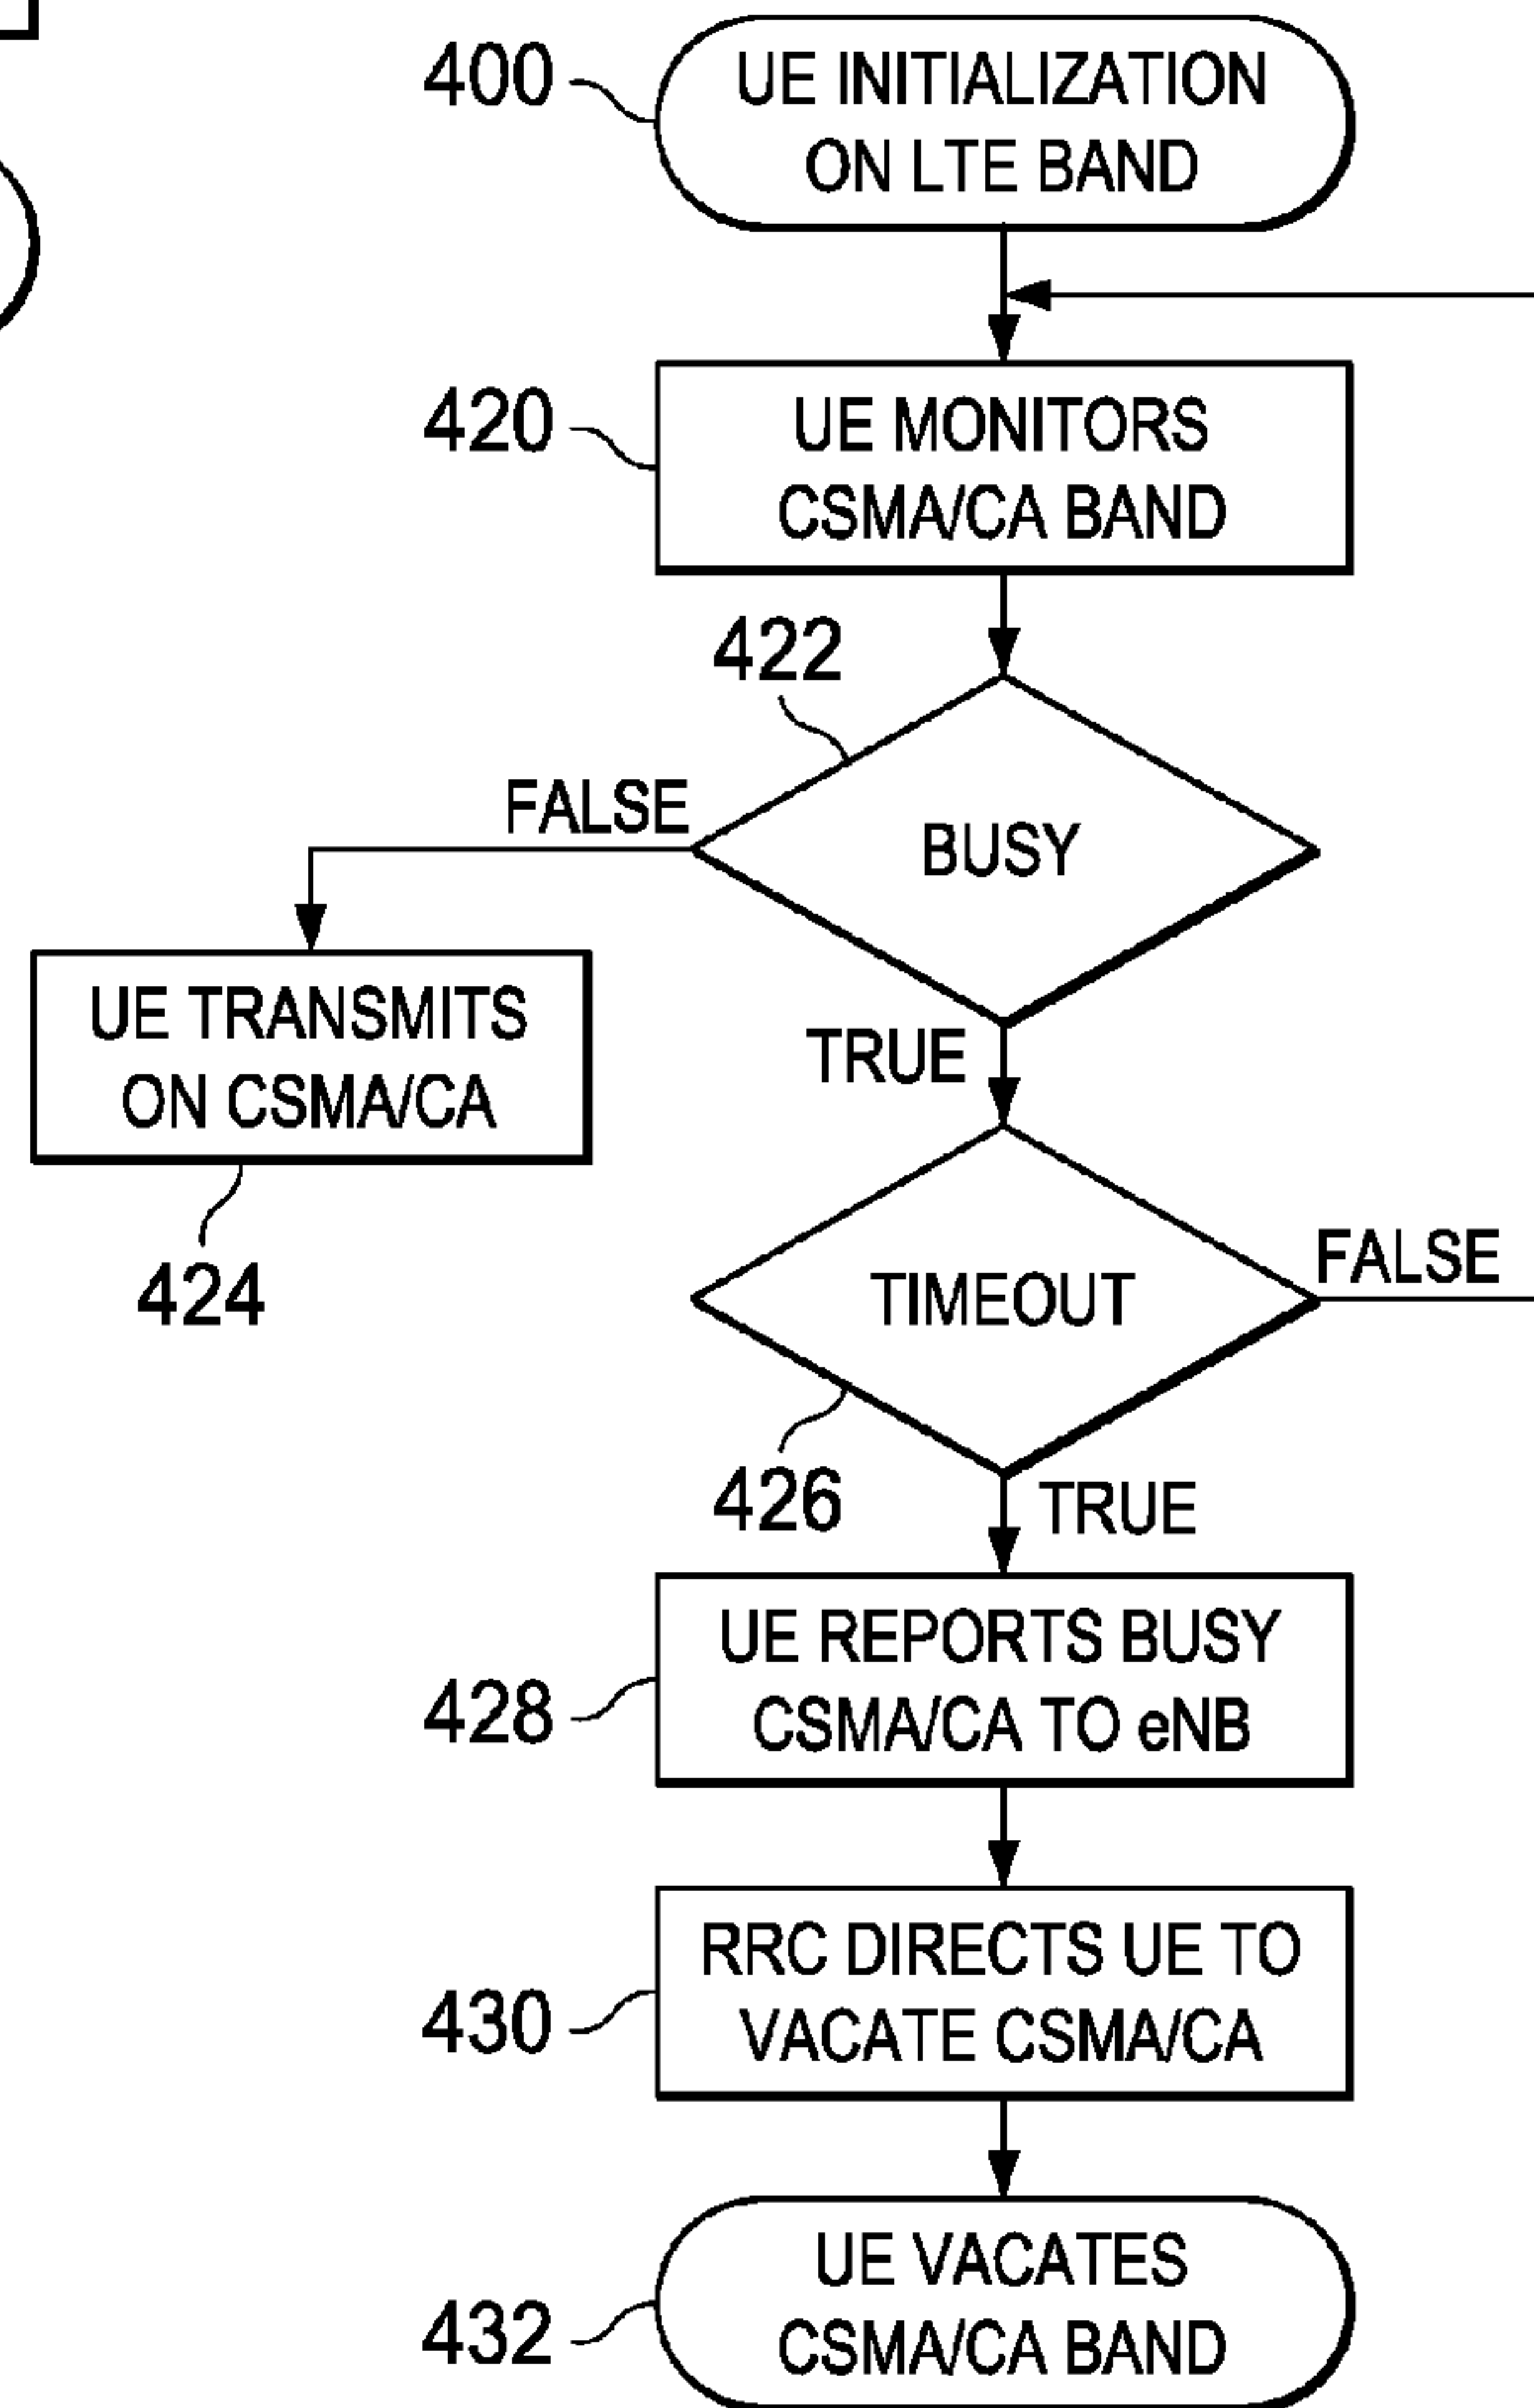 400
UE INITIALIZATION
ON LTE BAND
420
UE MONITORS
CSMA/CA BAND
422
FALSE
BUSY
UE TRANSMITS
ON CSMA/CA
424
TRUE
TIMEOUT
FALSE
426
TRUE
428
UE REPORTS BUSY
CSMA/CA TO eNB
430
RRC DIRECTS UE TO
VACATE CSMA/CA
432
UE VACATES
CSMA/CA BAND